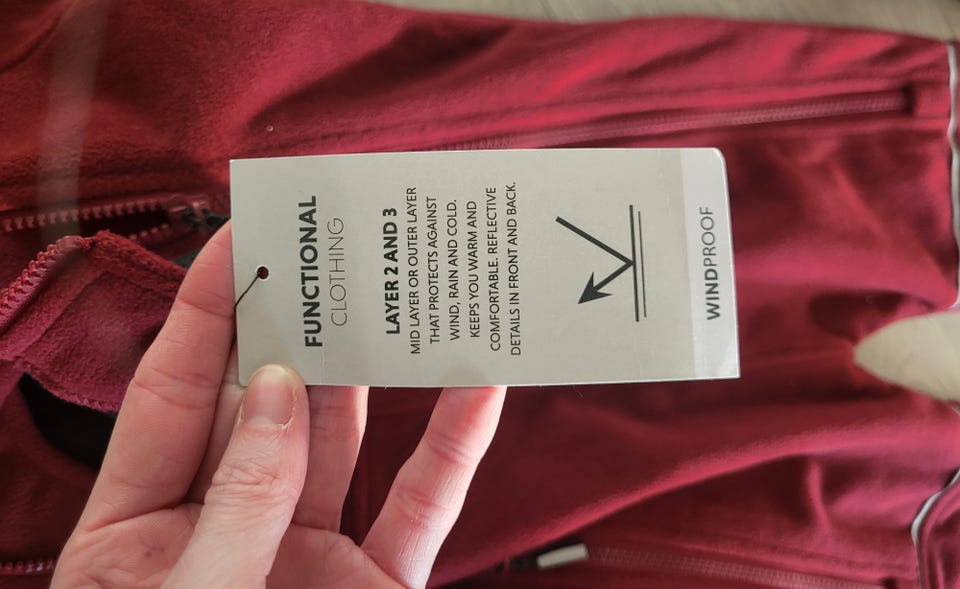 FUNCTIONAL
CLOTHING
LAYER 2 AND 3
MID LAYER OR OUTER LAYER
THAT PROTECTS AGAINST
WIND, RAIN AND COLD.
KEEPS YOU WARM AND
COMFORTABLE. REFLECTIVE
DETAILS IN FRONT AND BACK.
WINDPROOF